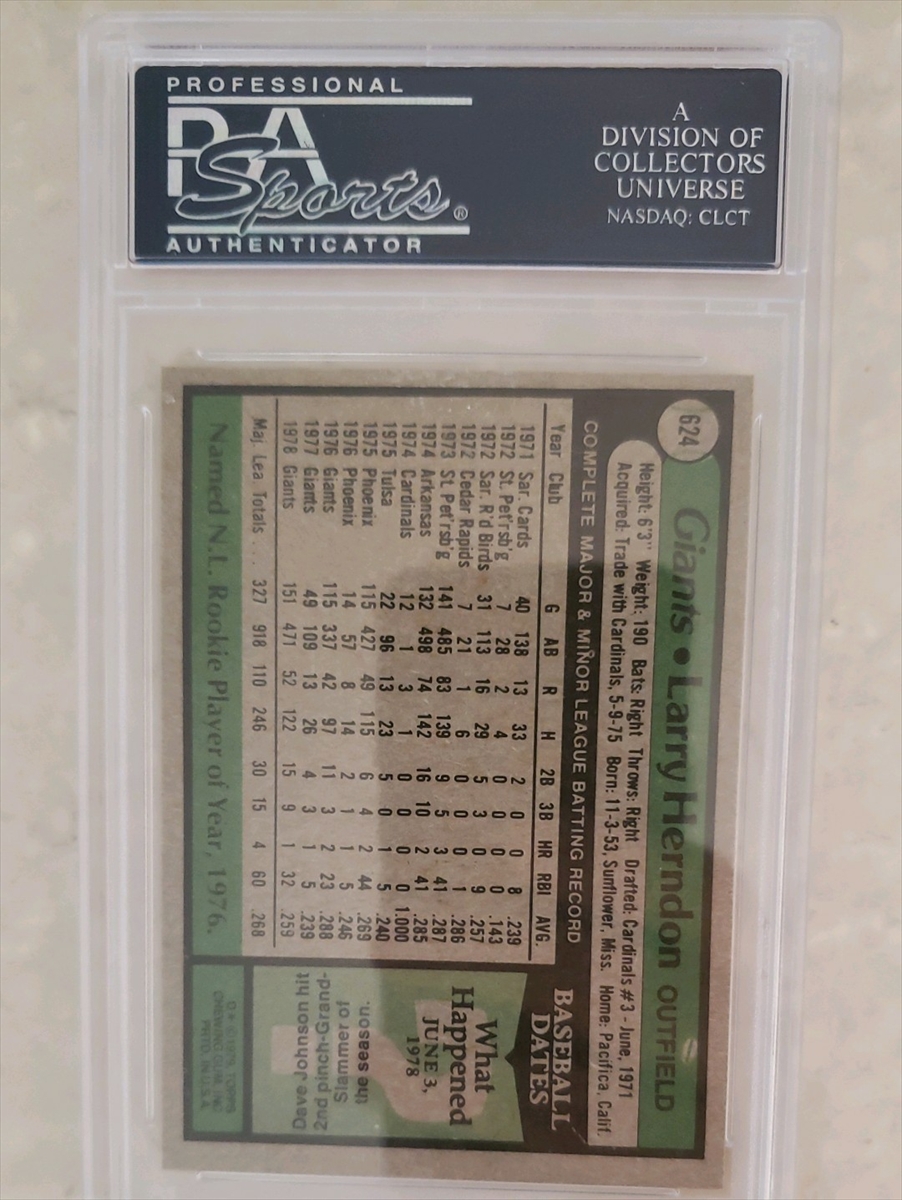 PROFESSIONAL
PSA
Sports®
AUTHENTICATOR
A
DIVISION OF
COLLECTORS
UNIVERSE
NASDAQ: CLCT
624
Giants • Larry Herndon OUTFIELD
Height: 6'3" Weight: 190 Bats: Right Throws: Right Drafted: Cardinals #3 - June, 1971
Acquired: Trade with Cardinals, 5-9-75 Born: 11-3-53, Sunflower, Miss. Home: Pacifica, Calif.
COMPLETE MAJOR & MINOR LEAGUE BATTING RECORD
Year Club G AB R H 2B 3B HR RBI AVG.
1971 Sar. Cards 40 138 13 33 2 0 0 8 .239
1972 St. Pet'rsb'g 7 28 2 4 0 0 0 0 .143
1972 Sar. R'd Birds 31 113 16 29 5 3 0 9 .257
1972 Cedar Rapids 7 21 1 6 0 0 0 1 .286
1973 St. Pet'rsb'g 141 485 83 139 9 5 3 41 .287
1974 Arkansas 132 498 74 142 16 10 2 41 .285
1974 Cardinals 12 1 3 1 0 0 0 0 1.000
1975 Tulsa 22 96 13 23 5 0 1 5 .240
1975 Phoenix 115 427 49 115 6 4 2 44 .269
1976 Phoenix 14 57 8 14 2 1 1 5 .246
1976 Giants 115 337 42 97 11 3 2 23 .288
1977 Giants 49 109 13 26 4 3 1 5 .239
1978 Giants 151 471 52 122 15 9 1 32 .259
Maj. Lea. Totals . . . 327 918 110 246 30 15 4 60 .268
Named N.L. Rookie Player of Year, 1976.
BASEBALL
DATES
What
Happened
JUNE 3,
1978
Dave Johnson hit
2nd pinch-Grand-
Slammer of
the season.
© 1979, TOPPS
CHEWING GUM, INC.
PRTD. IN U.S.A.